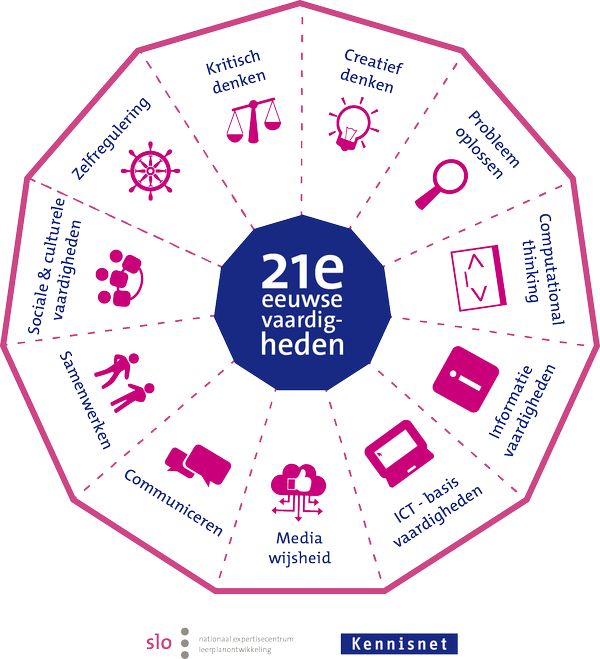 Kritisch
denken
Creatief
denken
Probleem
oplossen
Computational
thinking
Informatie
vaardigheden
ICT - basis
vaardigheden
Media
wijsheid
Communiceren
Samenwerken
Sociale & culturele
vaardigheden
Zelfregulering
21e
eeuwse
vaardig-
heden
slo
nationaal expertisecentrum
leerplanontwikkeling
Kennisnet